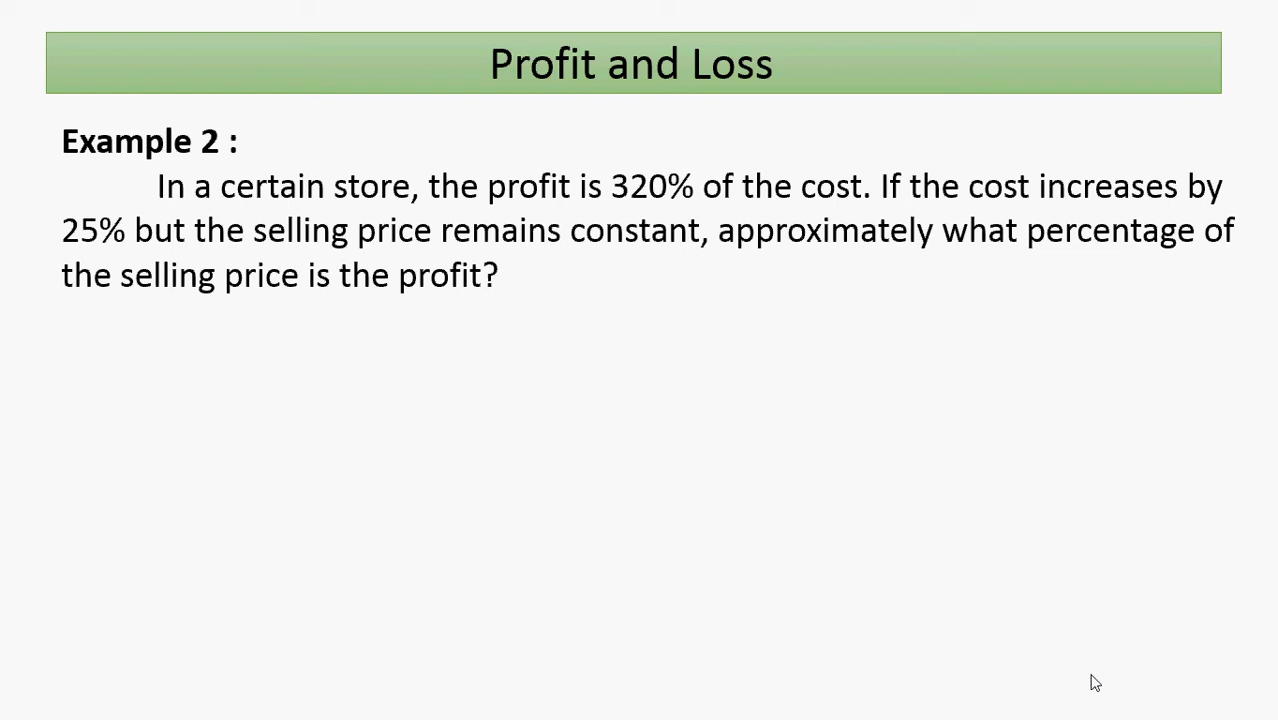 Profit and Loss
Example 2 :
In a certain store, the profit is 320% of the cost. If the cost increases by
25% but the selling price remains constant, approximately what percentage of
the selling price is the profit?